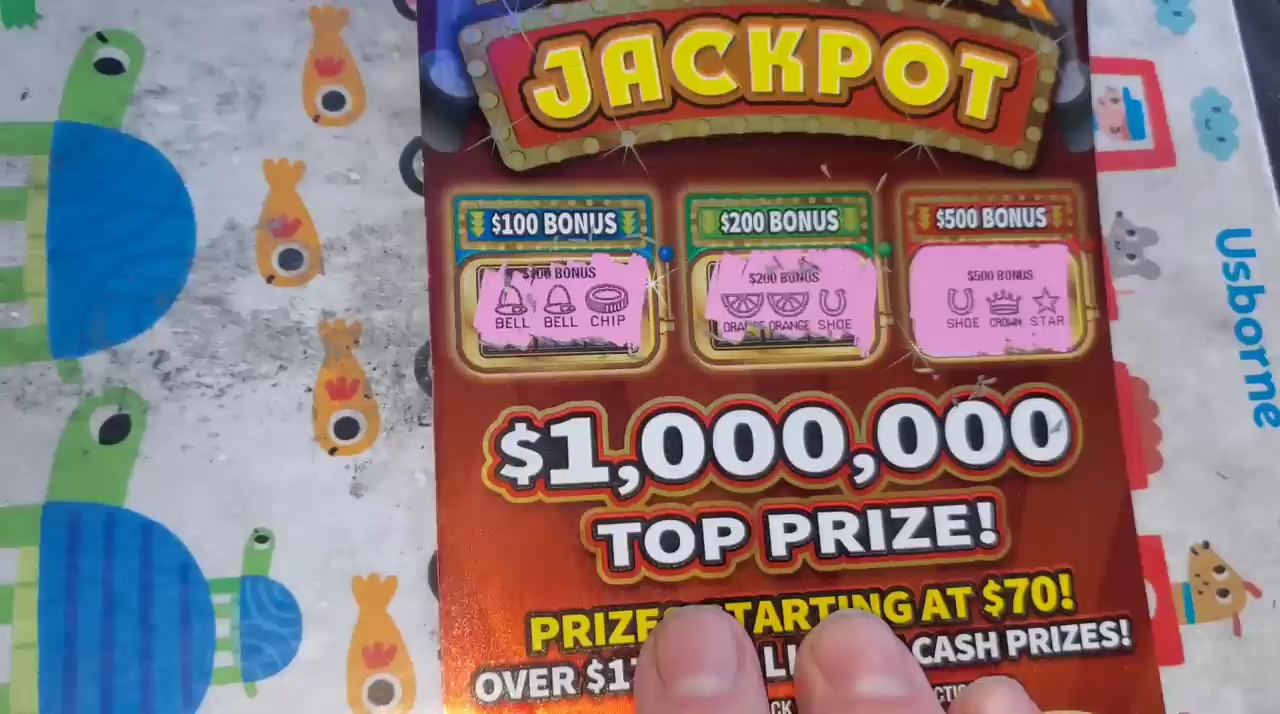 JACKPOT
$100 BONUS
$200 BONUS
$500 BONUS
$100 BONUS
BELL BELL CHIP
$200 BONUS
ORANGE ORANGE SHOE
$500 BONUS
SHOE CROWN STAR
$1,000,000
TOP PRIZE!
STARTING AT $70!
OVER CASH PRIZES!
Usborne